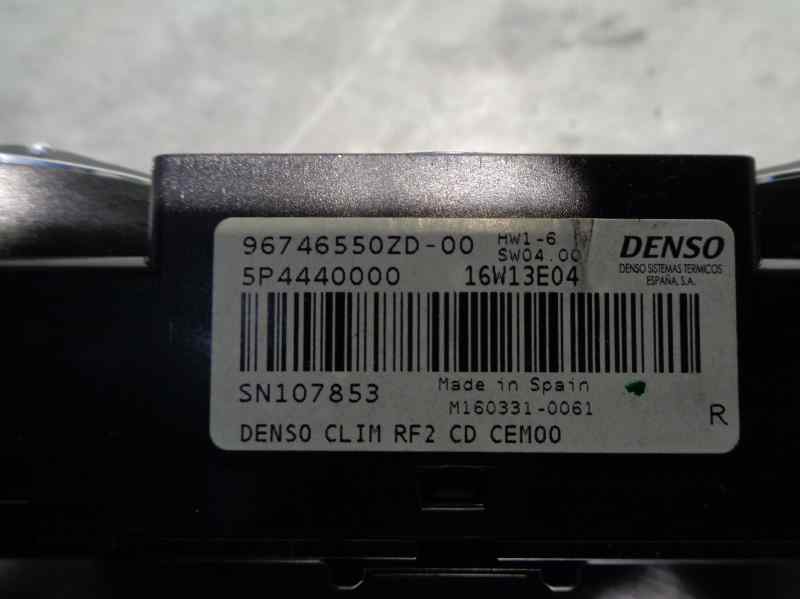 96746550ZD-00 HW1-6
SW04.00
DENSO
DENSO SISTEMAS TERMICOS
ESPAÑA, S.A.
5P4440000 16W13E04
SN107853 Made in Spain
M160331-0061
R
DENSO CLIM RF2 CD CEM00